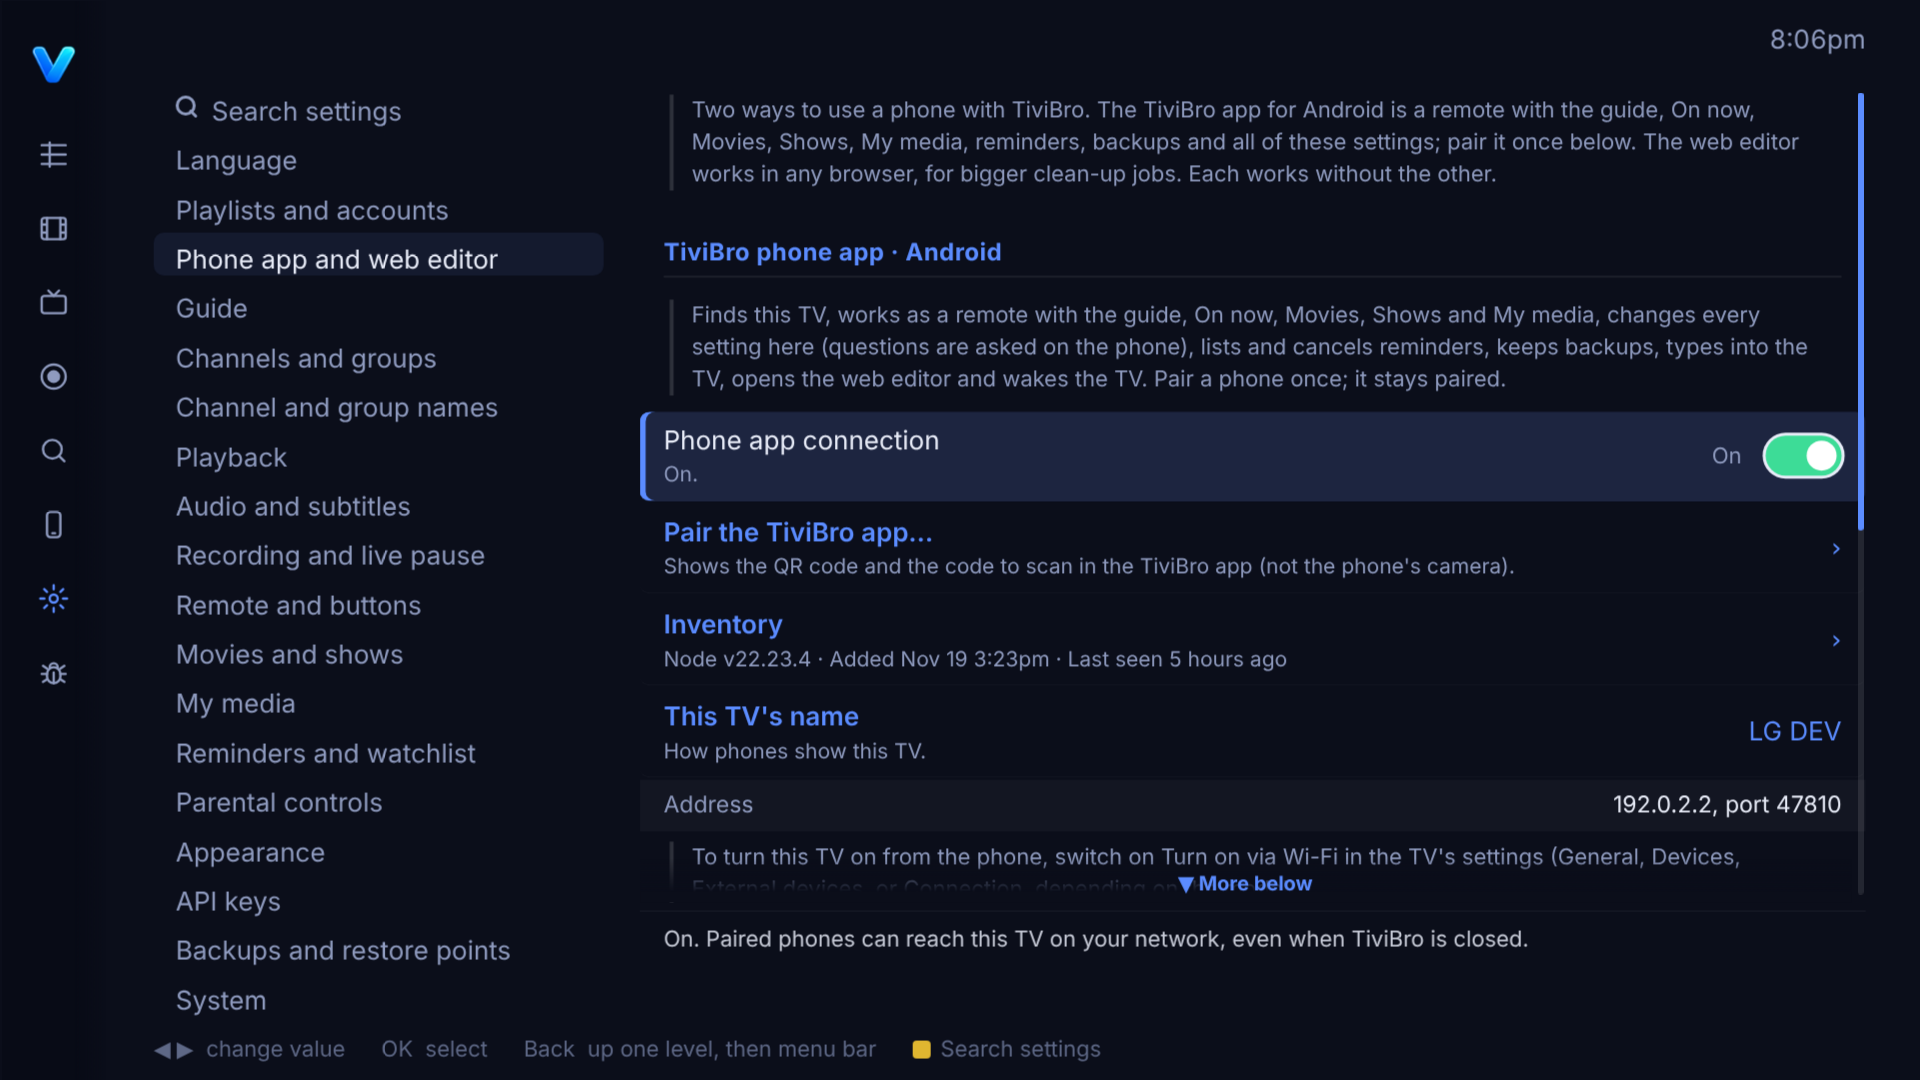 8:06pm
Search settings
Language
Playlists and accounts
Phone app and web editor
Guide
Channels and groups
Channel and group names
Playback
Audio and subtitles
Recording and live pause
Remote and buttons
Movies and shows
My media
Reminders and watchlist
Parental controls
Appearance
API keys
Backups and restore points
System
Two ways to use a phone with TiviBro. The TiviBro app for Android is a remote with the guide, On now,
Movies, Shows, My media, reminders, backups and all of these settings; pair it once below. The web editor
works in any browser, for bigger clean-up jobs. Each works without the other.
TiviBro phone app · Android
Finds this TV, works as a remote with the guide, On now, Movies, Shows and My media, changes every
setting here (questions are asked on the phone), lists and cancels reminders, keeps backups, types into the
TV, opens the web editor and wakes the TV. Pair a phone once; it stays paired.
Phone app connection
On
On.
Pair the TiviBro app...
Shows the QR code and the code to scan in the TiviBro app (not the phone's camera).
Inventory
Node v22.23.4 · Added Nov 19 3:23pm · Last seen 5 hours ago
This TV's name
LG DEV
How phones show this TV.
Address
192.0.2.2, port 47810
To turn this TV on from the phone, switch on Turn on via Wi-Fi in the TV's settings (General, Devices,
External devices, or Connection, depending on
▼More below
On. Paired phones can reach this TV on your network, even when TiviBro is closed.
◀▶ change value OK select Back up one level, then menu bar Search settings